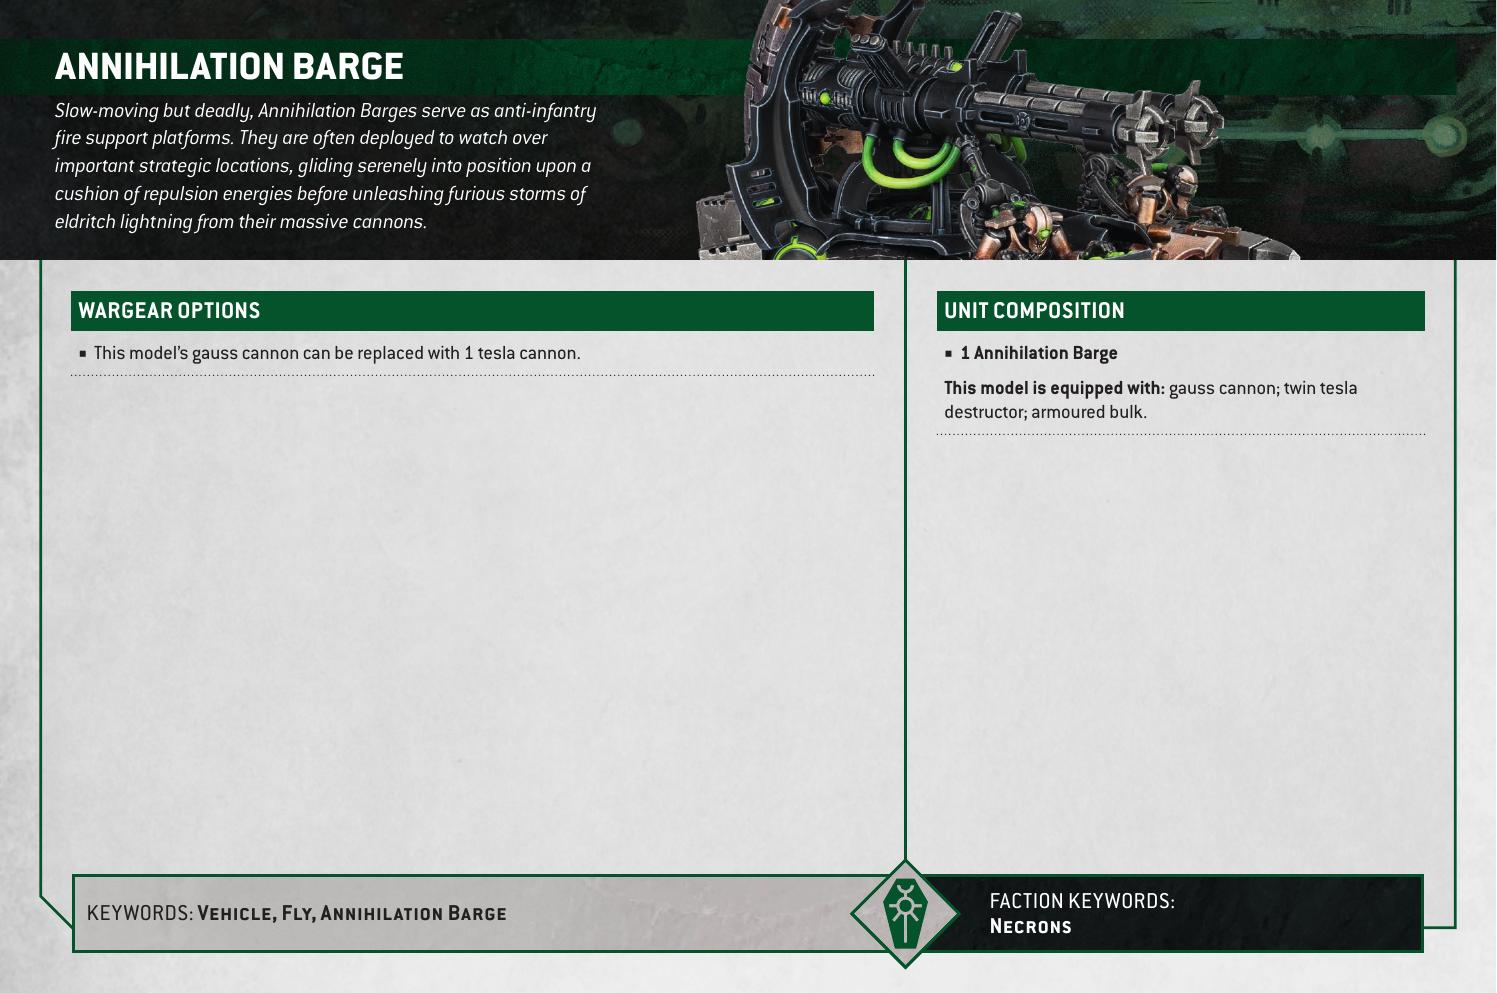 ANNIHILATION BARGE
Slow-moving but deadly, Annihilation Barges serve as anti-infantry
fire support platforms. They are often deployed to watch over
important strategic locations, gliding serenely into position upon a
cushion of repulsion energies before unleashing furious storms of
eldritch lightning from their massive cannons.
WARGEAR OPTIONS
▪ This model’s gauss cannon can be replaced with 1 tesla cannon.
UNIT COMPOSITION
▪ 1 Annihilation Barge
This model is equipped with: gauss cannon; twin tesla
destructor; armoured bulk.
KEYWORDS: Vehicle, Fly, Annihilation Barge
FACTION KEYWORDS:
Necrons